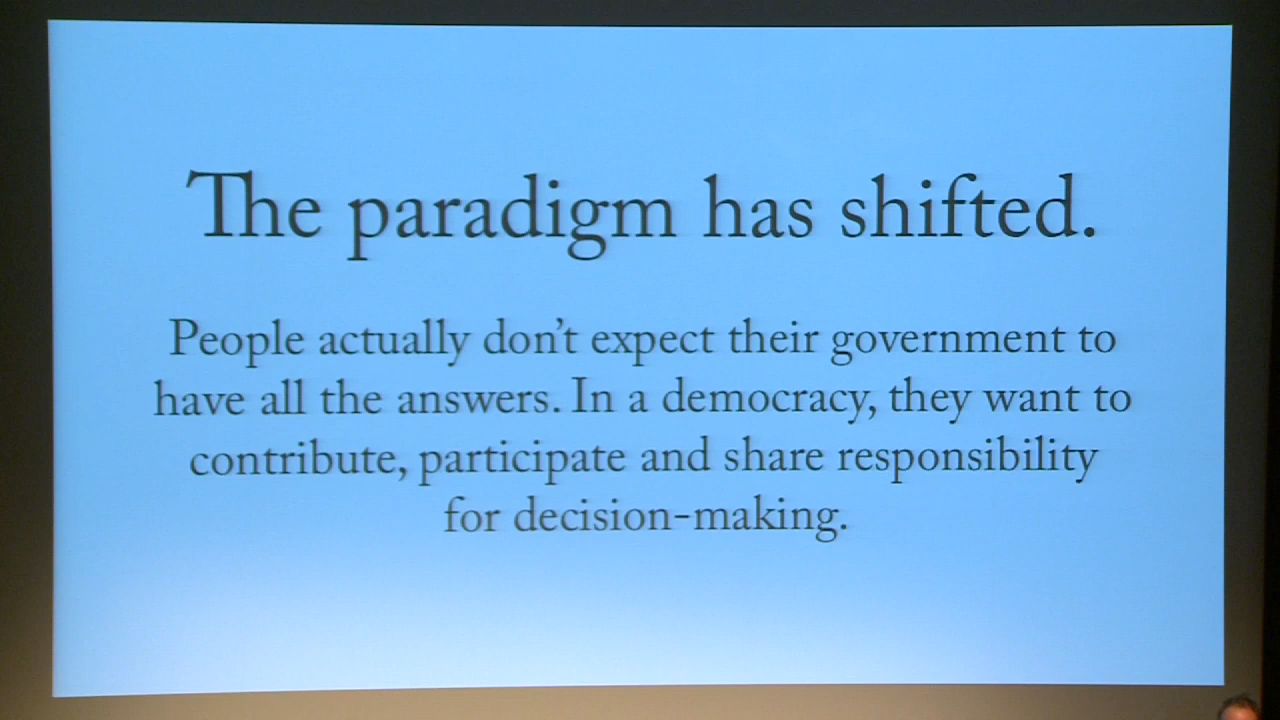 The paradigm has shifted.
People actually don't expect their government to
have all the answers. In a democracy, they want to
contribute, participate and share responsibility
for decision-making.